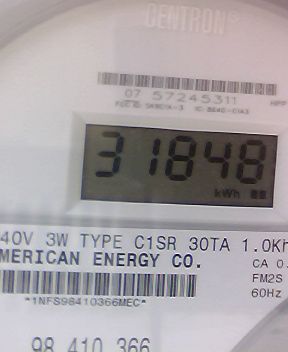 CENTRON®
07 57245311
31848
kWh
40V 3W TYPE C1SR 30TA 1.0Kh
MERICAN ENERGY CO.
CA 0.
FM2S
60Hz
*1NFS98410366MEC*
98 410 366